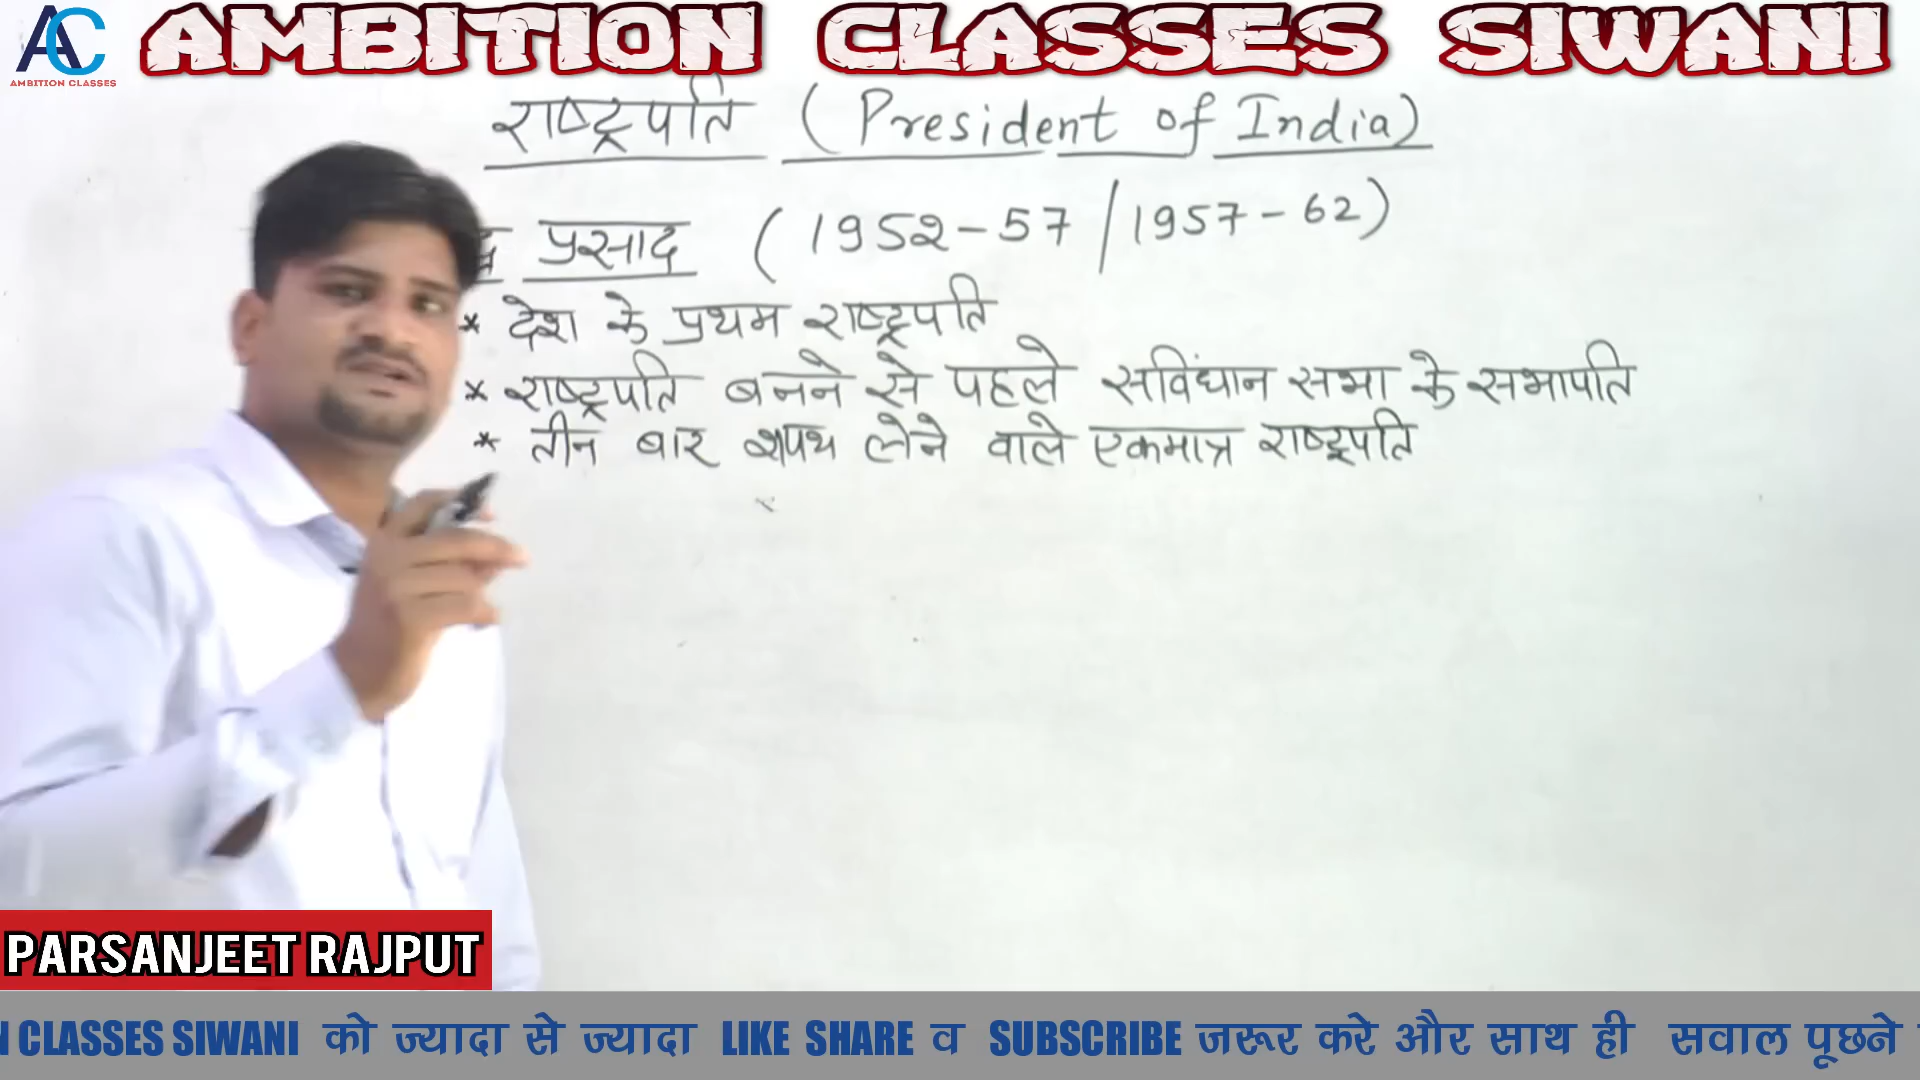 AC
AMBITION CLASSES
AMBITION CLASSES SIWANI
राष्ट्रपति ( President of India )
प्रसाद ( 1952-57 / 1957-62 )
* देश के प्रथम राष्ट्रपति
* राष्ट्रपति बनने से पहले सविंधान सभा के सभापति
* तीन बार शपथ लेने वाले एकमात्र राष्ट्रपति
PARSANJEET RAJPUT
N CLASSES SIWANI को ज्यादा से ज्यादा LIKE SHARE व SUBSCRIBE जरूर करे और साथ ही सवाल पूछने